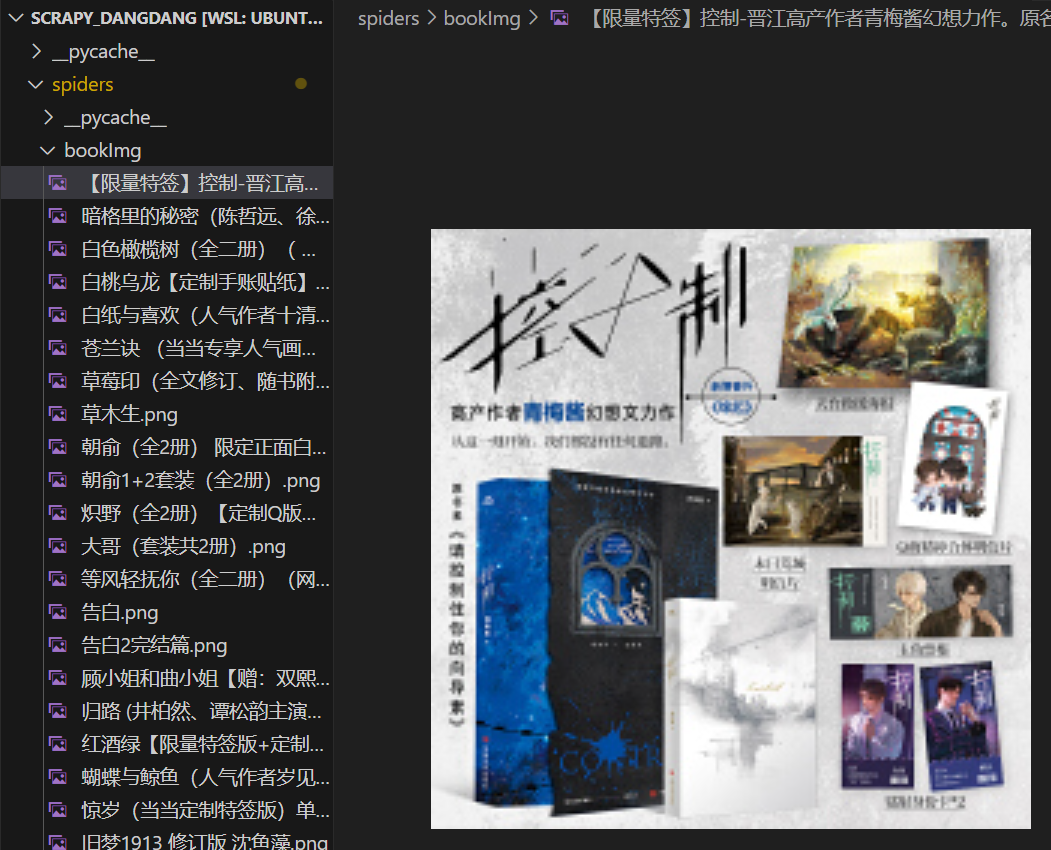 SCRAPY_DANGDANG [WSL: UBUNT...
__pycache__
spiders
__pycache__
bookImg
【限量特签】控制-晋江高...
暗格里的秘密（陈哲远、徐...
白色橄榄树（全二册）（ ...
白桃乌龙【定制手账贴纸】...
白纸与喜欢（人气作者十清...
苍兰诀 （当当专享人气画...
草莓印（全文修订、随书附...
草木生.png
朝俞（全2册） 限定正面白...
朝俞1+2套装（全2册）.png
炽野（全2册）【定制Q版...
大哥（套装共2册）.png
等风轻抚你（全二册）（网...
告白.png
告白2完结篇.png
顾小姐和曲小姐【赠：双熙...
归路 (井柏然、谭松韵主演...
红酒绿【限量特签版+定制...
蝴蝶与鲸鱼（人气作者岁见...
惊岁（当当定制特签版）单...
旧梦1913 修订版 沈鱼藻.png
spiders > bookImg > 【限量特签】控制-晋江高产作者青梅酱幻想力作。原名
控制
高产作者青梅酱幻想文力作
原书名《请控制住你的向导素》